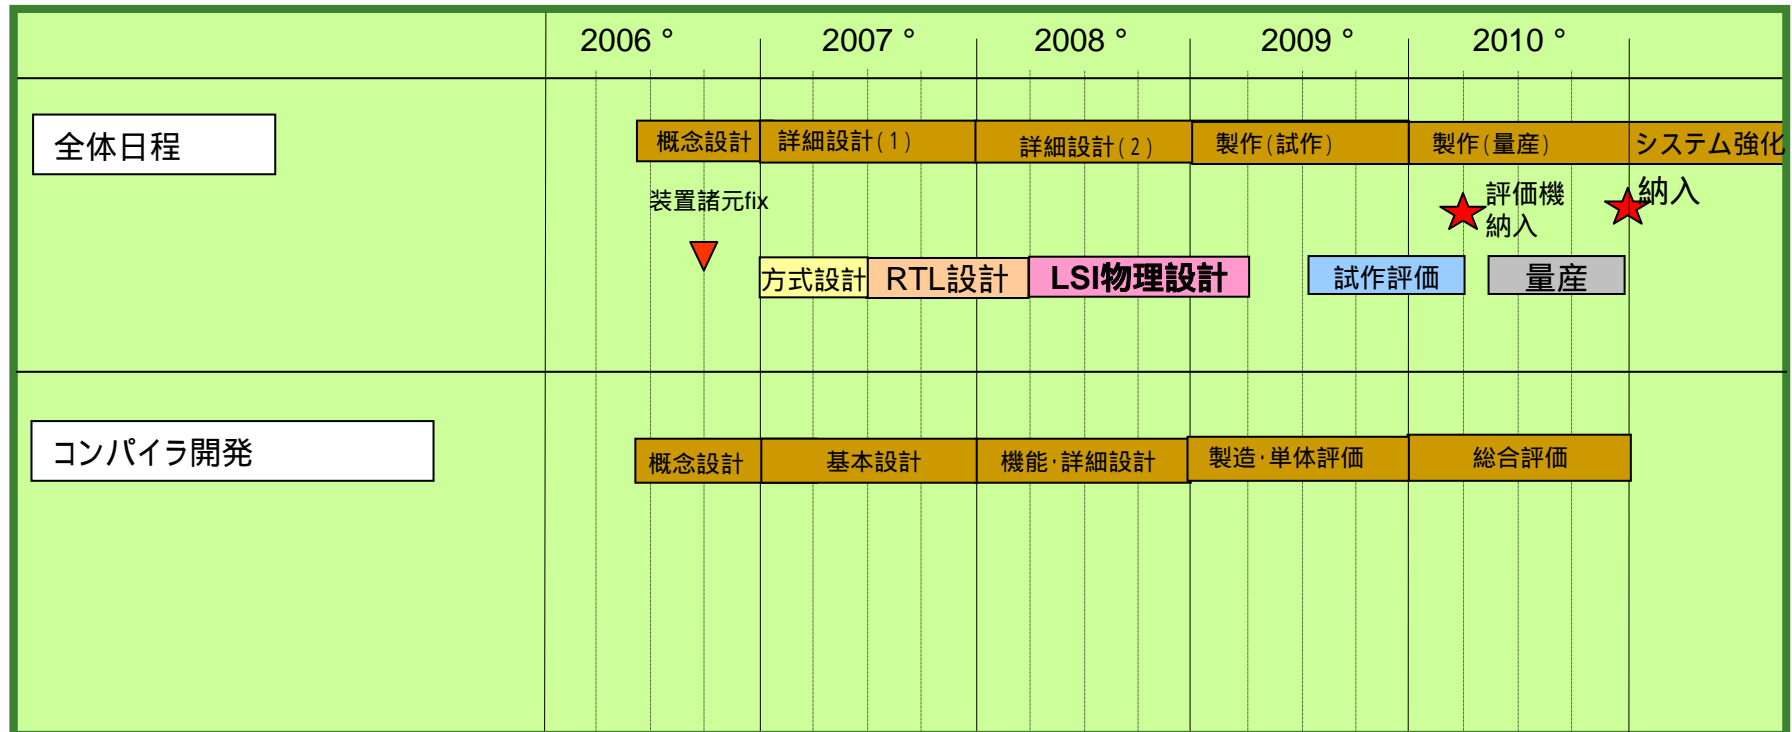 2006 °
2007 °
2008 °
2009 °
2010 °
全体日程
概念設計
詳細設計(1)
詳細設計(2)
製作(試作)
製作(量産)
システム強化
装置諸元fix
評価機
納入
納入
方式設計
RTL設計
LSI物理設計
試作評価
量産
コンパイラ開発
概念設計
基本設計
機能·詳細設計
製造·単体評価
総合評価